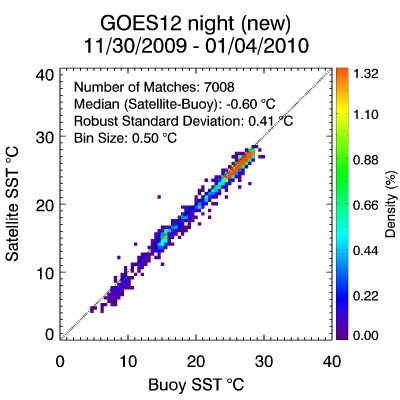 GOES12 night (new)
11/30/2009 - 01/04/2010
Number of Matches: 7008
Median (Satellite-Buoy): -0.60 °C
Robust Standard Deviation: 0.41 °C
Bin Size: 0.50 °C
Satellite SST °C
40
30
20
10
0
0 10 20 30 40
Buoy SST °C
1.32
1.10
0.88
0.66
0.44
0.22
0.00
Density (%)